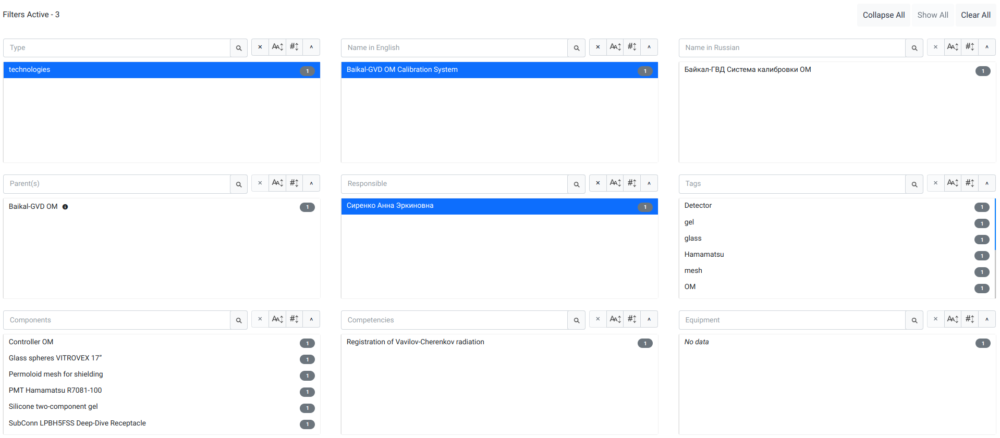 Filters Active - 3
Collapse All
Show All
Clear All
Type
Name in English
Name in Russian
technologies 1
Baikal-GVD OM Calibration System 1
Байкал-ГВД Система калибровки ОМ 1
Parent(s)
Responsible
Tags
Baikal-GVD OM 1
Сиренко Анна Эркиновна 1
Detector 1
gel 1
glass 1
Hamamatsu 1
mesh 1
OM 1
Components
Competencies
Equipment
Controller OM 1
Glass spheres VITROVEX 17“ 1
Permoloid mesh for shielding 1
PMT Hamamatsu R7081-100 1
Silicone two-component gel 1
SubConn LPBH5FSS Deep-Dive Receptacle 1
Registration of Vavilov-Cherenkov radiation 1
No data 1